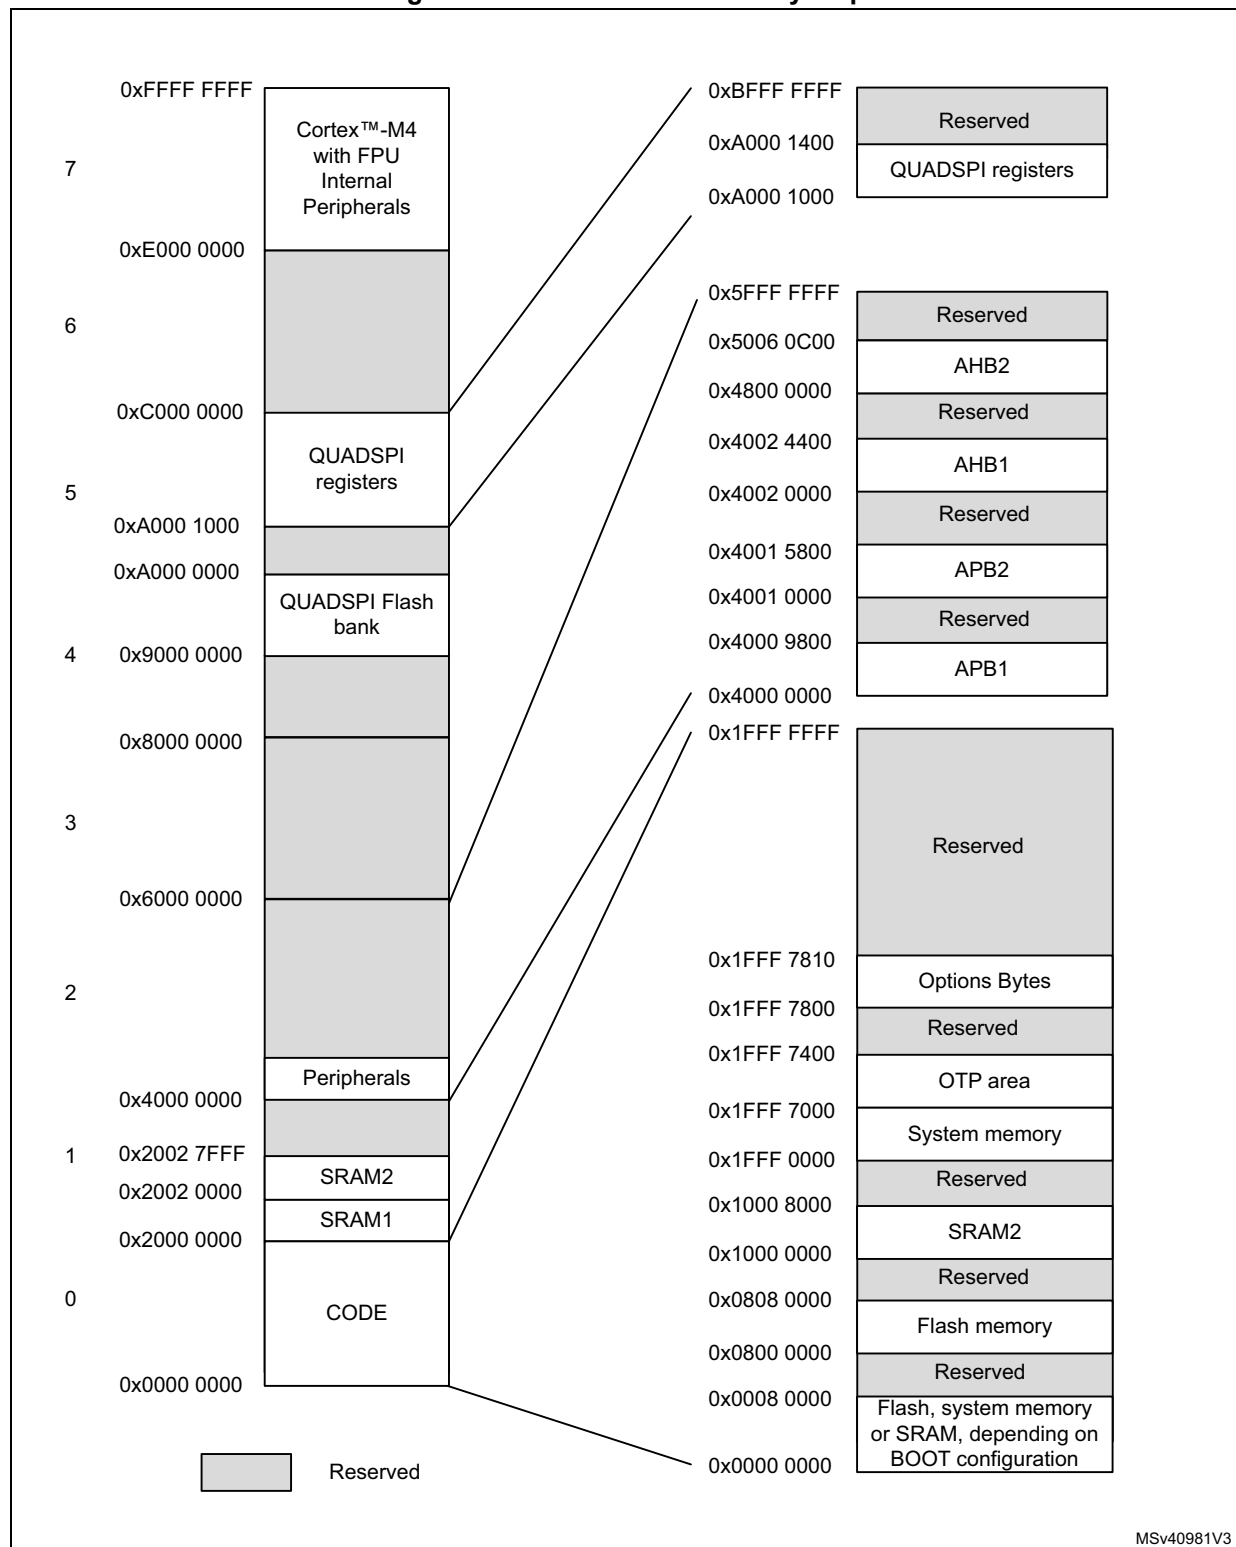 0xFFFF FFFF
Cortex™-M4
with FPU
Internal
Peripherals
7
0xE000 0000
6
0xC000 0000
QUADSPI
registers
5
0xA000 1000
0xA000 0000
QUADSPI Flash
bank
4
0x9000 0000
0x8000 0000
3
0x6000 0000
2
Peripherals
0x4000 0000
1
0x2002 7FFF
SRAM2
0x2002 0000
SRAM1
0x2000 0000
0
CODE
0x0000 0000
Reserved
0xBFFF FFFF
Reserved
0xA000 1400
QUADSPI registers
0xA000 1000
0x5FFF FFFF
Reserved
0x5006 0C00
AHB2
0x4800 0000
Reserved
0x4002 4400
AHB1
0x4002 0000
Reserved
0x4001 5800
APB2
0x4001 0000
Reserved
0x4000 9800
APB1
0x4000 0000
0x1FFF FFFF
Reserved
0x1FFF 7810
Options Bytes
0x1FFF 7800
Reserved
0x1FFF 7400
OTP area
0x1FFF 7000
System memory
0x1FFF 0000
Reserved
0x1000 8000
SRAM2
0x1000 0000
Reserved
0x0808 0000
Flash memory
0x0800 0000
Reserved
0x0008 0000
Flash, system memory
or SRAM, depending on
BOOT configuration
0x0000 0000
MSv40981V3